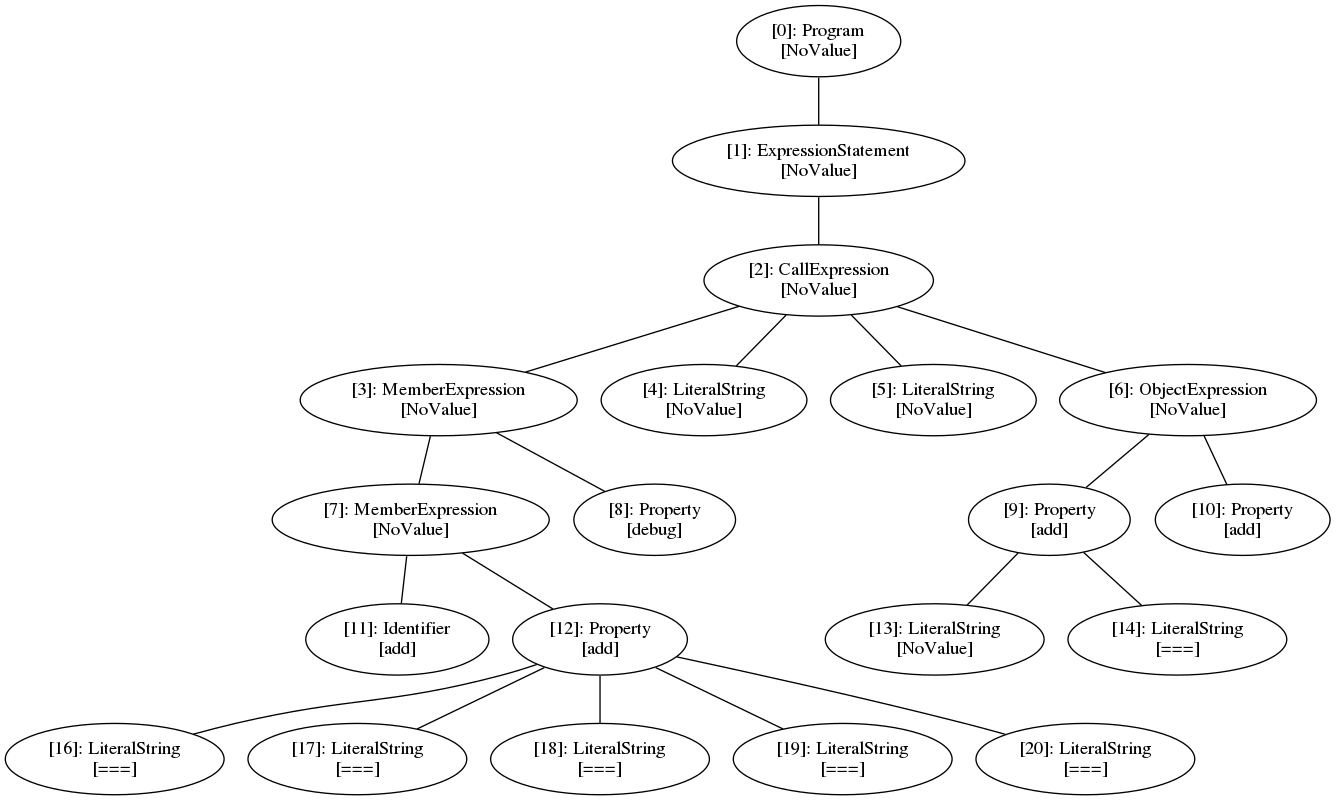 [0]: Program
[NoValue]
[1]: ExpressionStatement
[NoValue]
[2]: CallExpression
[NoValue]
[3]: MemberExpression
[NoValue]
[4]: LiteralString
[NoValue]
[5]: LiteralString
[NoValue]
[6]: ObjectExpression
[NoValue]
[7]: MemberExpression
[NoValue]
[8]: Property
[debug]
[9]: Property
[add]
[10]: Property
[add]
[11]: Identifier
[add]
[12]: Property
[add]
[13]: LiteralString
[NoValue]
[14]: LiteralString
[===]
[16]: LiteralString
[===]
[17]: LiteralString
[===]
[18]: LiteralString
[===]
[19]: LiteralString
[===]
[20]: LiteralString
[===]